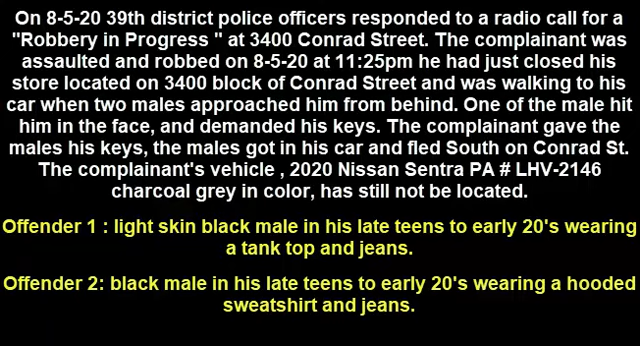 On 8-5-20 39th district police officers responded to a radio call for a
"Robbery in Progress " at 3400 Conrad Street. The complainant was
assaulted and robbed on 8-5-20 at 11:25pm he had just closed his
store located on 3400 block of Conrad Street and was walking to his
car when two males approached him from behind. One of the male hit
him in the face, and demanded his keys. The complainant gave the
males his keys, the males got in his car and fled South on Conrad St.
The complainant's vehicle , 2020 Nissan Sentra PA # LHV-2146
charcoal grey in color, has still not be located.
Offender 1 : light skin black male in his late teens to early 20's wearing
a tank top and jeans.
Offender 2: black male in his late teens to early 20's wearing a hooded
sweatshirt and jeans.